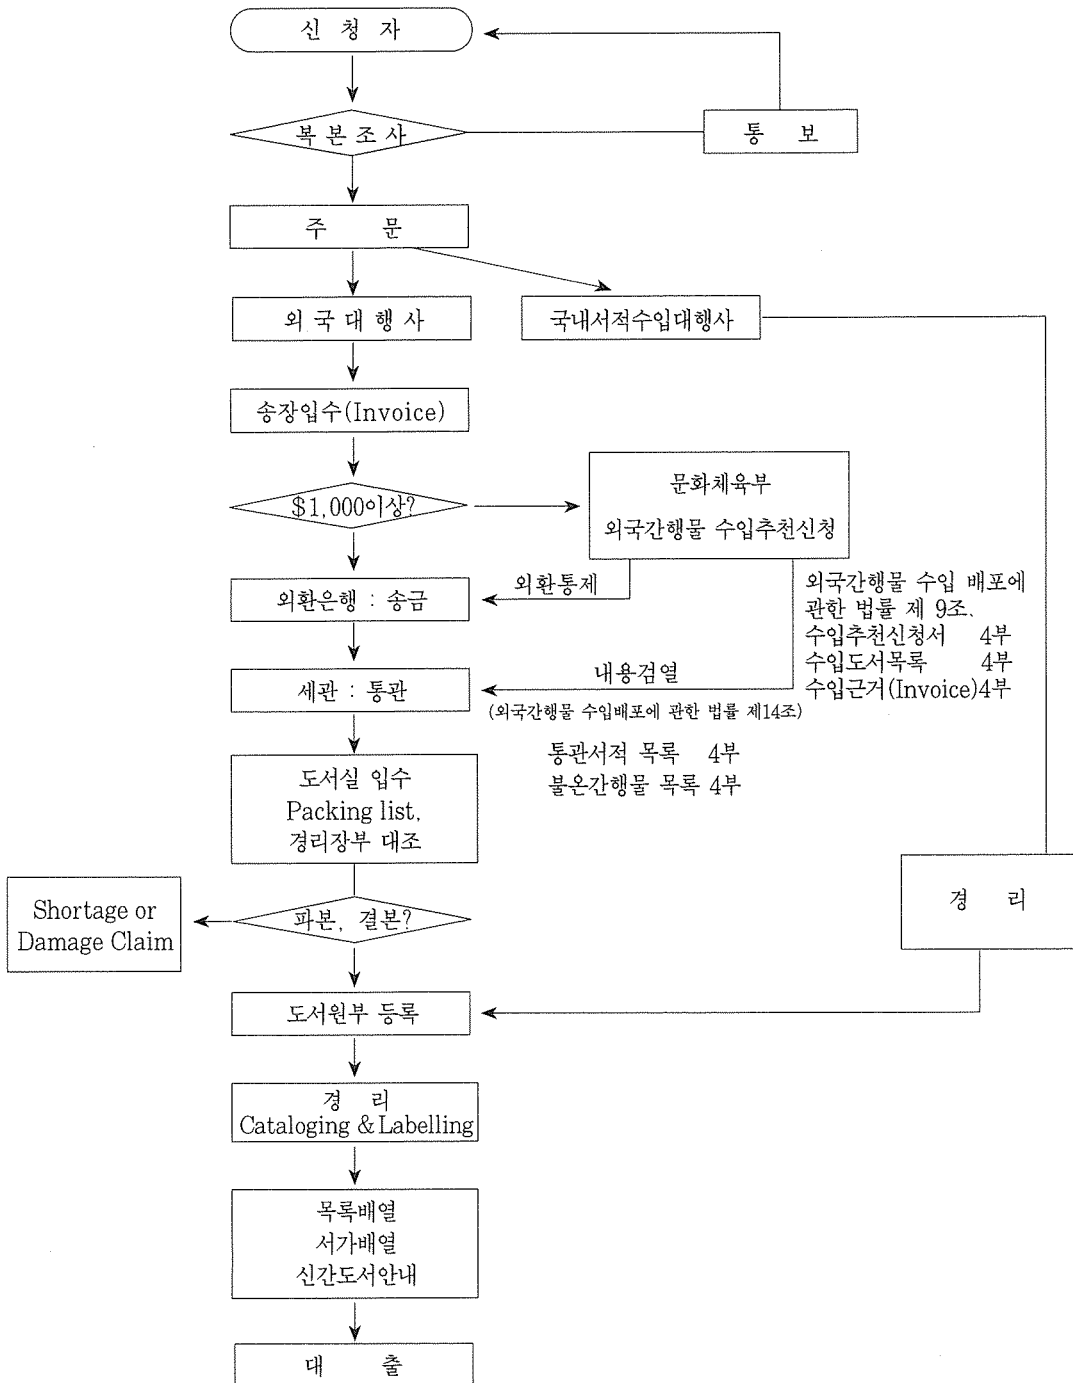 신 청 자
복 본 조 사
통 보
주 문
외 국 대 행 사
국내서적수입대행사
송장입수(Invoice)
$1,000이상?
문화체육부
외국간행물 수입추천신청
외환은행 : 송금
외환통제
외국간행물 수입 배포에
관한 법률 제 9조.
수입추천신청서 4부
수입도서목록 4부
수입근거(Invoice)4부
세관 : 통관
내용검열
(외국간행물 수입배포에 관한 법률 제14조)
통관서적 목록 4부
불온간행물 목록 4부
도서실 입수
Packing list,
경리장부 대조
경 리
Shortage or
Damage Claim
파본, 결본?
도서원부 등록
경 리
Cataloging & Labelling
목록배열
서가배열
신간도서안내
대 출